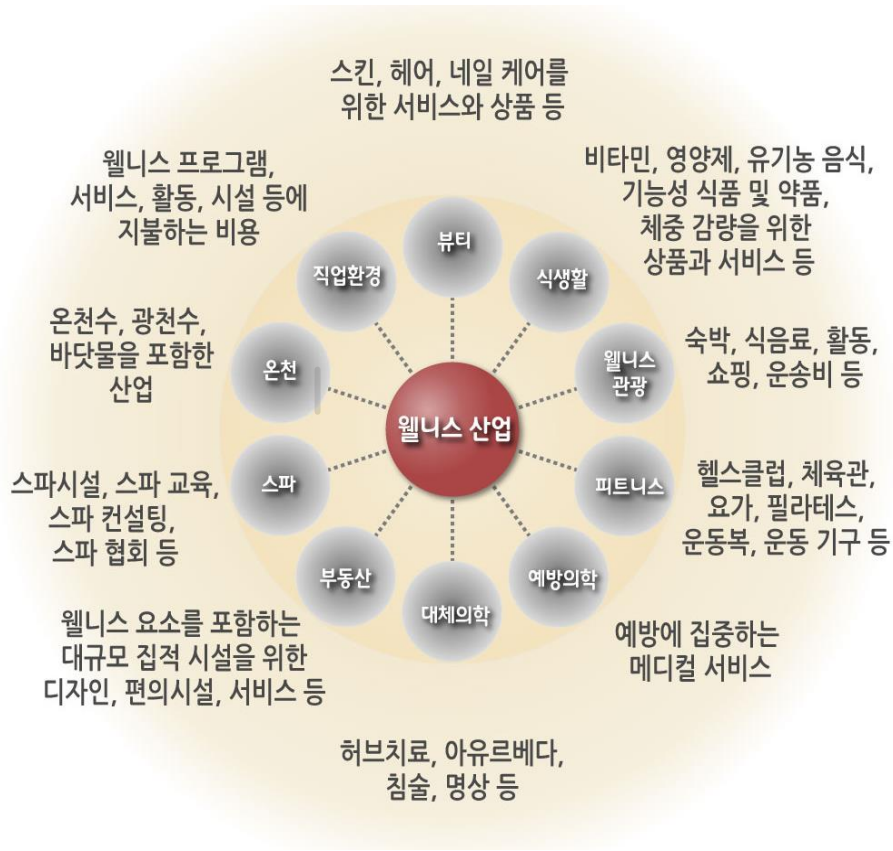 스킨, 헤어, 네일 케어를
위한 서비스와 상품 등
뷰티
비타민, 영양제, 유기농 음식,
기능성 식품 및 약품,
체중 감량을 위한
상품과 서비스 등
식생활
숙박, 식음료, 활동,
쇼핑, 운송비 등
웰니스
관광
헬스클럽, 체육관,
요가, 필라테스,
운동복, 운동 기구 등
피트니스
예방에 집중하는
메디컬 서비스
예방의학
대체의학
허브치료, 아유르베다,
침술, 명상 등
부동산
웰니스 요소를 포함하는
대규모 집적 시설을 위한
디자인, 편의시설, 서비스 등
스파
스파시설, 스파 교육,
스파 컨설팅,
스파 협회 등
온천
온천수, 광천수,
바닷물을 포함한
산업
직업환경
웰니스 프로그램,
서비스, 활동, 시설 등에
지불하는 비용
웰니스 산업